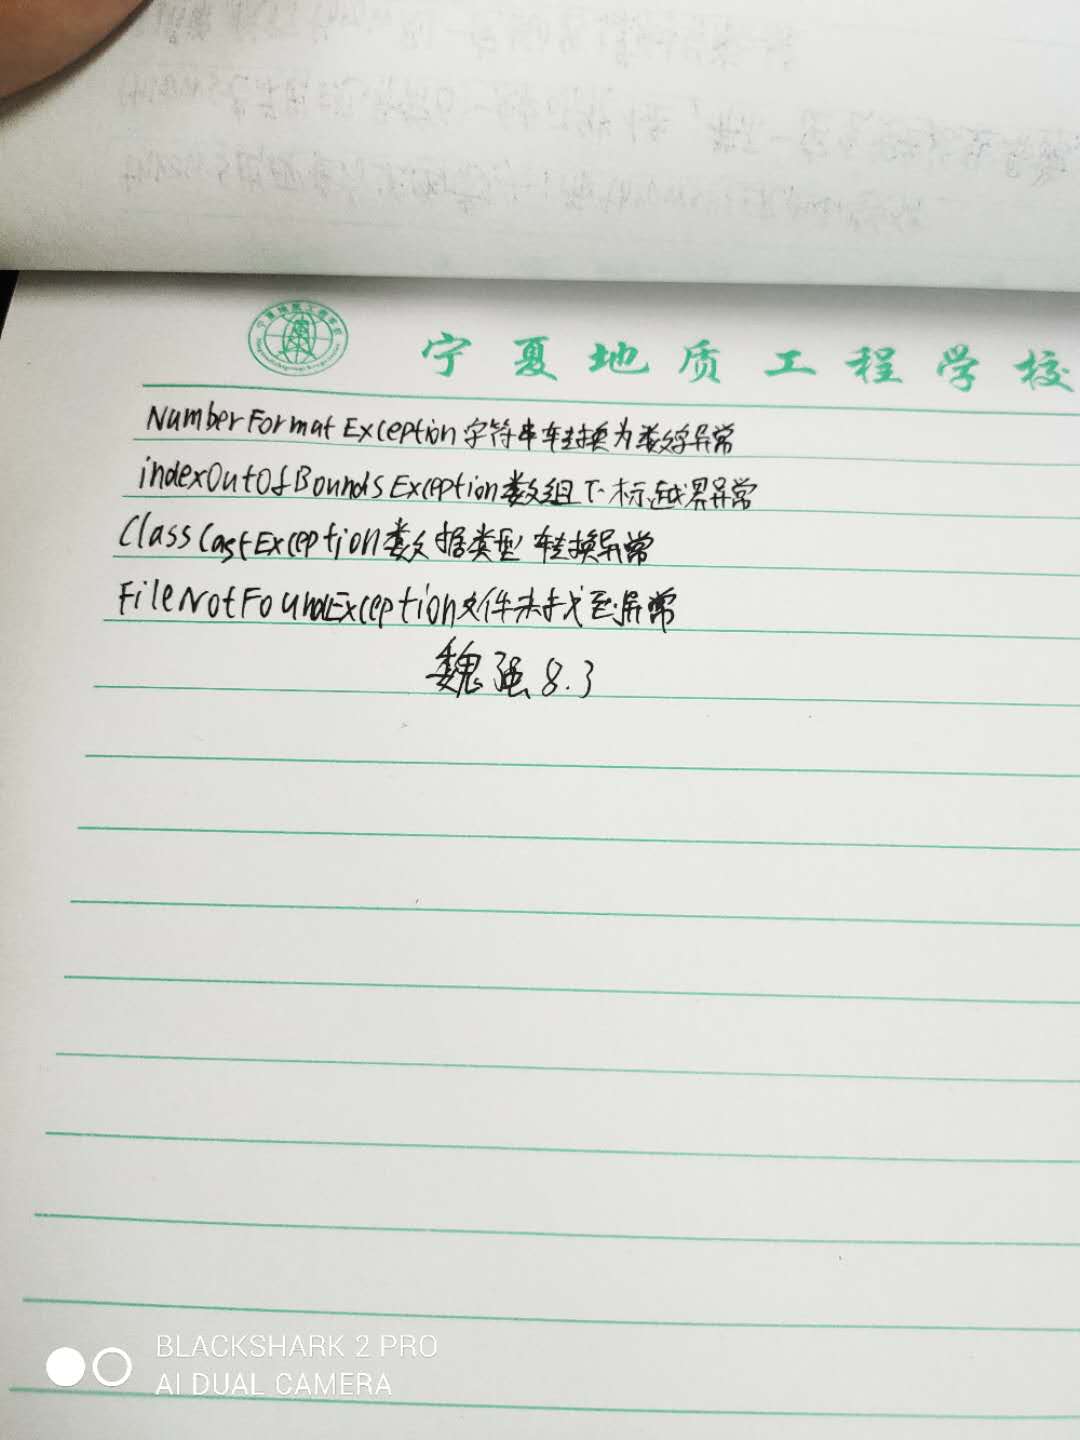 宁夏地质工程学校
NumberFormatException字符串转换为数字异常
indexOutOfBoundsException数组下标越界异常
ClassCastException数据类型转换异常
FileNotFoundException文件未找到异常
魏强8.3
BLACKSHARK 2 PRO
AI DUAL CAMERA